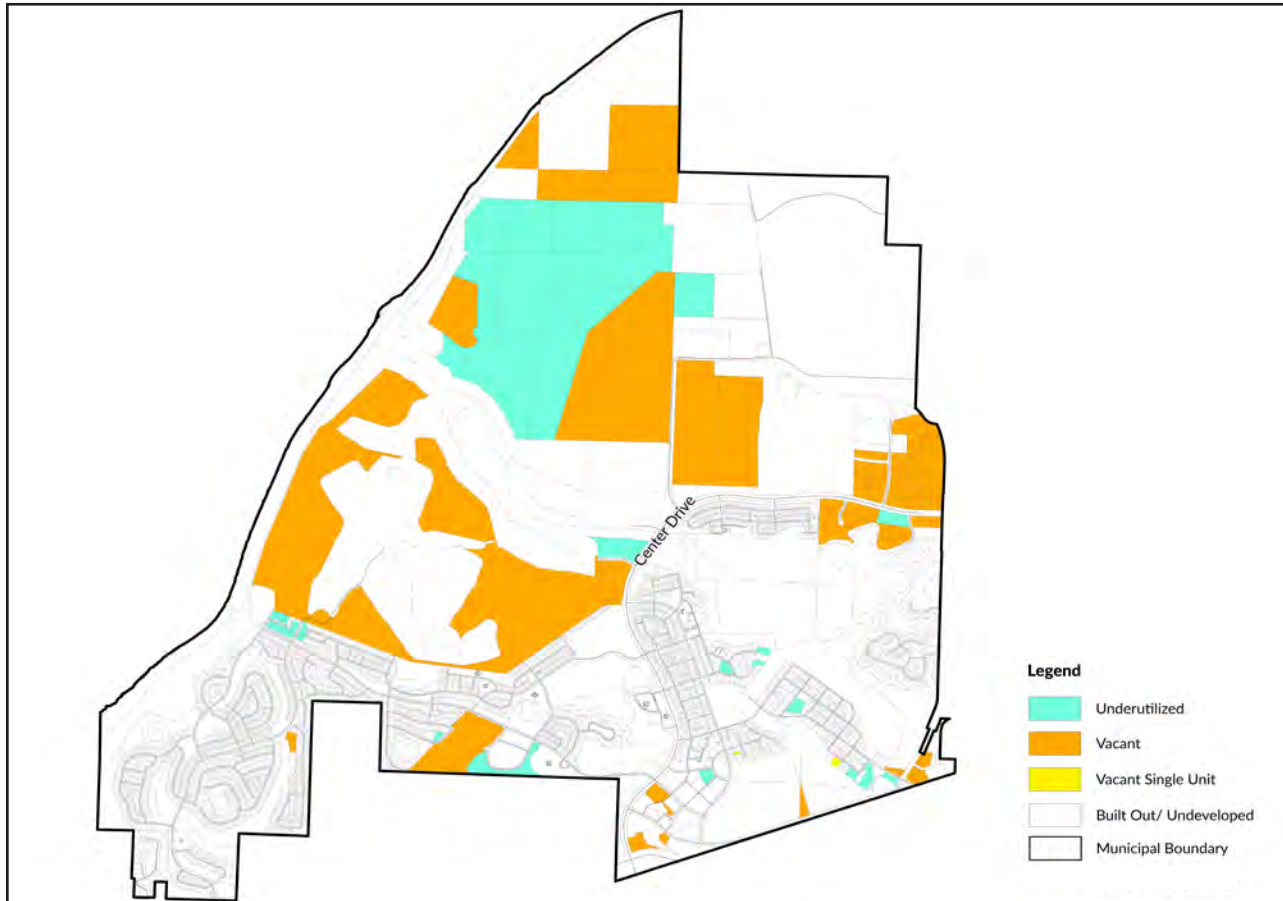 Center Drive
Legend
Underutilized
Vacant
Vacant Single Unit
Built Out/ Undeveloped
Municipal Boundary